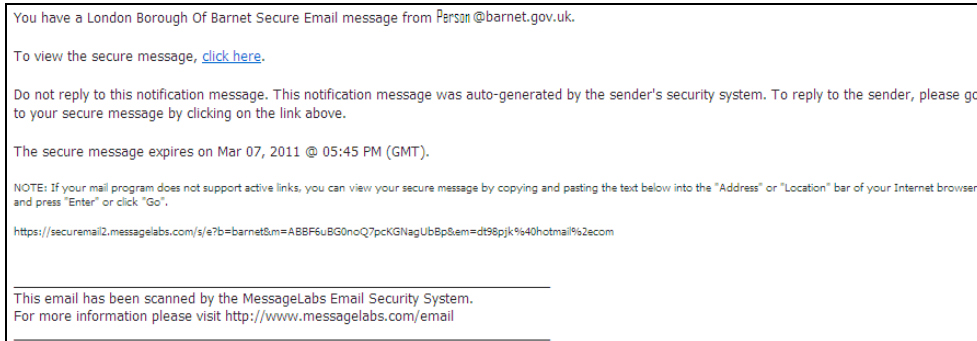 You have a London Borough Of Barnet Secure Email message from Person@barnet.gov.uk.
To view the secure message, click here.
Do not reply to this notification message. This notification message was auto-generated by the sender's security system. To reply to the sender, please go
to your secure message by clicking on the link above.
The secure message expires on Mar 07, 2011 @ 05:45 PM (GMT).
NOTE: If your mail program does not support active links, you can view your secure message by copying and pasting the text below into the "Address" or "Location" bar of your Internet browser
and press "Enter" or click "Go".
https://securemail2.messagelabs.com/s/e?b=barnet&m=ABBF6uBG0noQ7pcKGNagUbBp&em=dt98pjk%40hotmail%2ecom
This email has been scanned by the MessageLabs Email Security System.
For more information please visit http://www.messagelabs.com/email